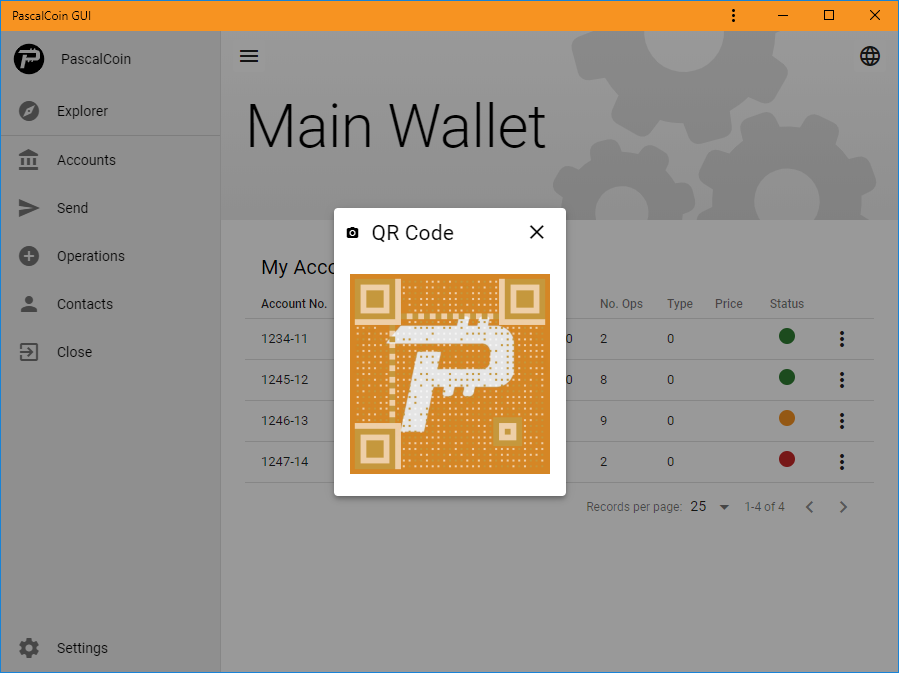 PascalCoin GUI
PascalCoin
Explorer
Accounts
Send
Operations
Contacts
Close
Settings
Main Wallet
QR Code
My Acco
Account No. No. Ops Type Price Status
1234-11 0 2 0
1245-12 0 8 0
1246-13 9 0
1247-14 2 0
Records per page: 25 1-4 of 4